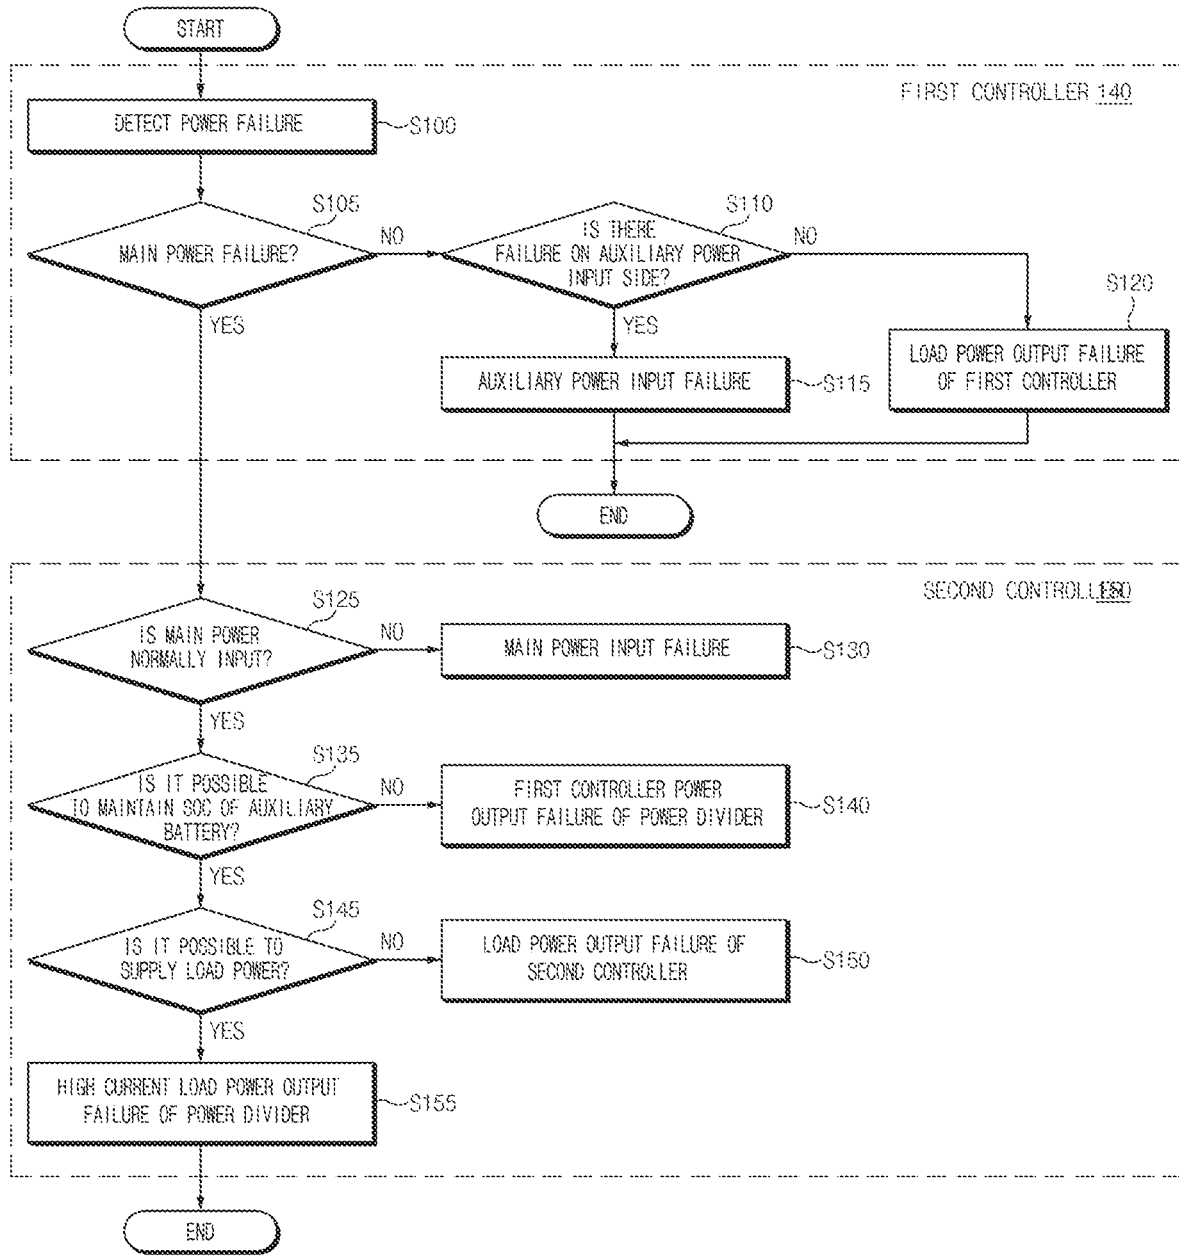 START
FIRST CONTROLLER 140
DETECT POWER FAILURE
S100
S105
MAIN POWER FAILURE?
NO
YES
S110
IS THERE
FAILURE ON AUXILIARY POWER
INPUT SIDE?
NO
YES
S120
LOAD POWER OUTPUT FAILURE
OF FIRST CONTROLLER
AUXILIARY POWER INPUT FAILURE
S115
END
SECOND CONTROLLER
S125
IS MAIN POWER
NORMALLY INPUT?
NO
MAIN POWER INPUT FAILURE
S130
YES
S135
IS IT POSSIBLE
TO MAINTAIN SOC OF AUXILIARY
BATTERY?
NO
FIRST CONTROLLER POWER
OUTPUT FAILURE OF POWER DIVIDER
S140
YES
S145
IS IT POSSIBLE TO
SUPPLY LOAD POWER?
NO
LOAD POWER OUTPUT FAILURE OF
SECOND CONTROLLER
S150
YES
HIGH CURRENT LOAD POWER OUTPUT
FAILURE OF POWER DIVIDER
S155
END